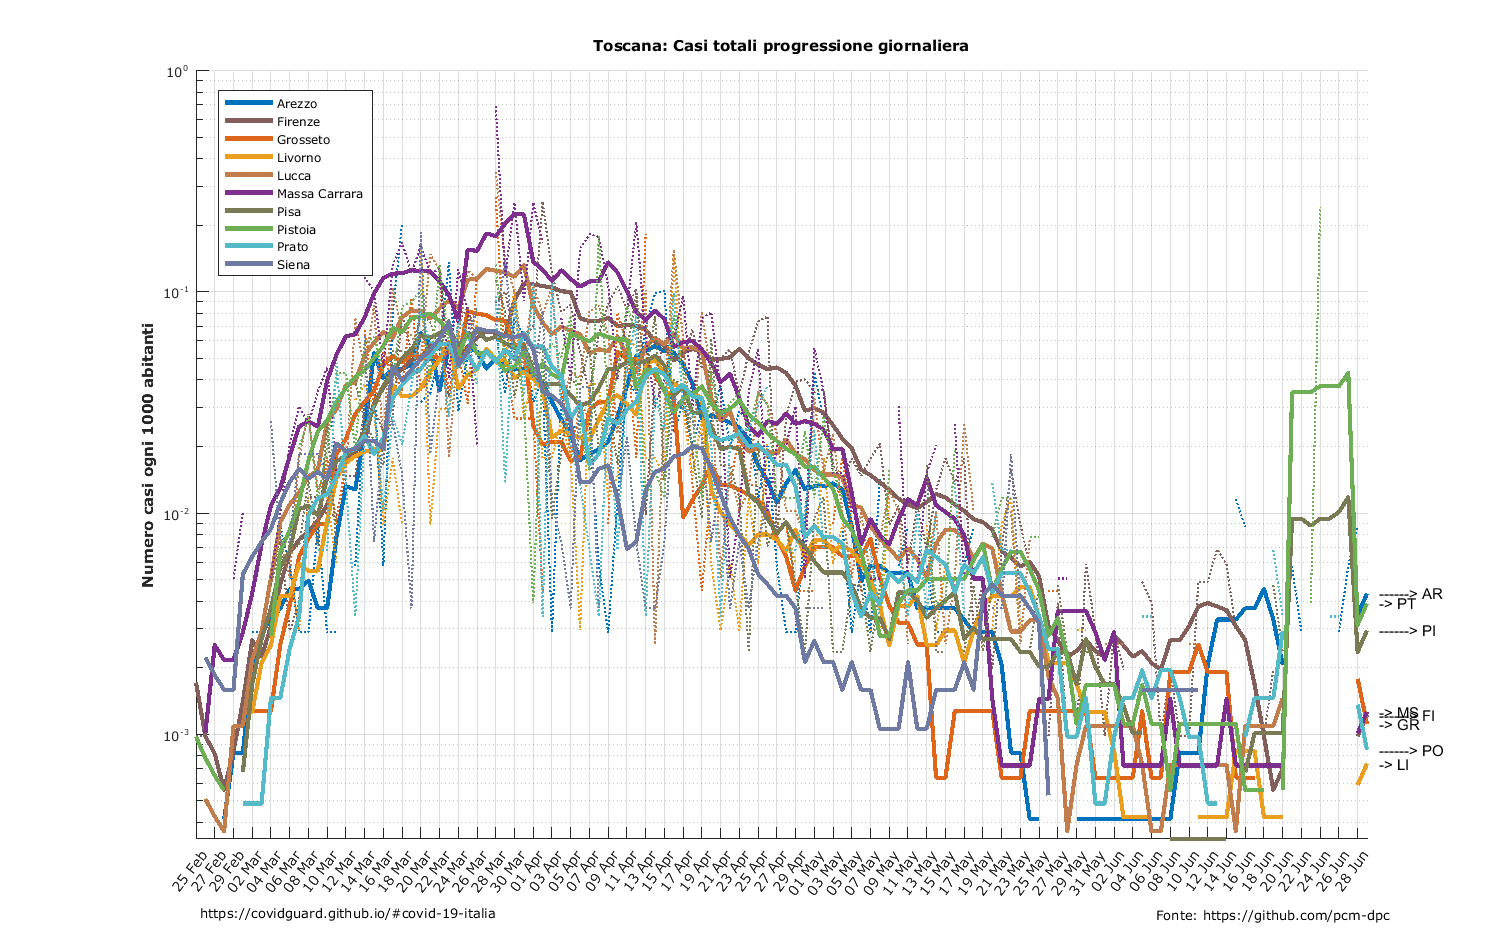 Toscana: Casi totali progressione giornaliera
Numero casi ogni 1000 abitanti
10⁰
10⁻¹
10⁻²
10⁻³
Arezzo
Firenze
Grosseto
Livorno
Lucca
Massa Carrara
Pisa
Pistoia
Prato
Siena
------> AR
-> PT
------> PI
-> MS
------> FI
-> GR
------> PO
-> LI
25 Feb
27 Feb
29 Feb
02 Mar
04 Mar
06 Mar
08 Mar
10 Mar
12 Mar
14 Mar
16 Mar
18 Mar
20 Mar
22 Mar
24 Mar
26 Mar
28 Mar
30 Mar
01 Apr
03 Apr
05 Apr
07 Apr
09 Apr
11 Apr
13 Apr
15 Apr
17 Apr
19 Apr
21 Apr
23 Apr
25 Apr
27 Apr
29 Apr
01 May
03 May
05 May
07 May
09 May
11 May
13 May
15 May
17 May
19 May
21 May
23 May
25 May
27 May
29 May
31 May
02 Jun
04 Jun
06 Jun
08 Jun
10 Jun
12 Jun
14 Jun
16 Jun
18 Jun
20 Jun
22 Jun
24 Jun
26 Jun
28 Jun
https://covidguard.github.io/#covid-19-italia
Fonte: https://github.com/pcm-dpc